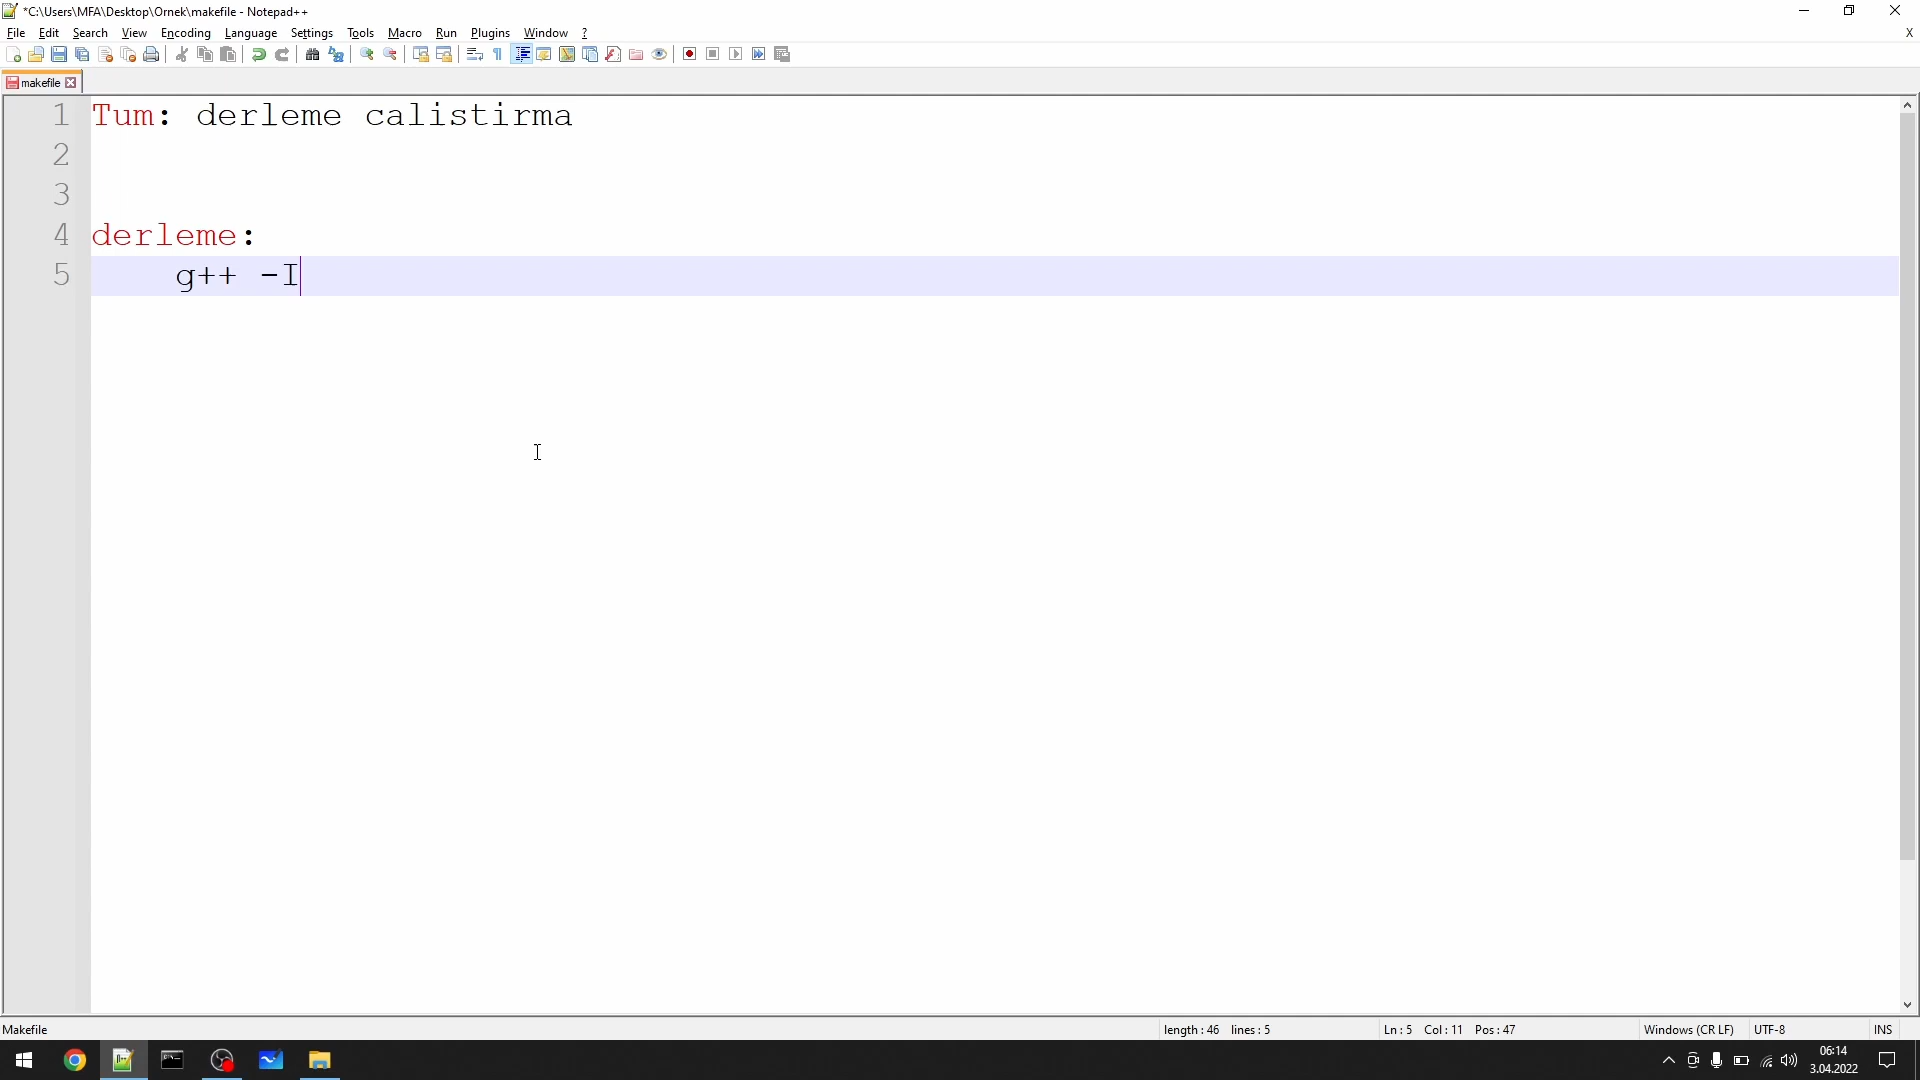 *C:\Users\MFA\Desktop\Ornek\makefile - Notepad++
File Edit Search View Encoding Language Settings Tools Macro Run Plugins Window ? X
makefile
1 Tum: derleme calistirma
2
3
4 derleme:
5 g++ -I
Makefile length : 46 lines : 5 Ln : 5 Col : 11 Pos : 47 Windows (CR LF) UTF-8 INS
06:14
3.04.2022